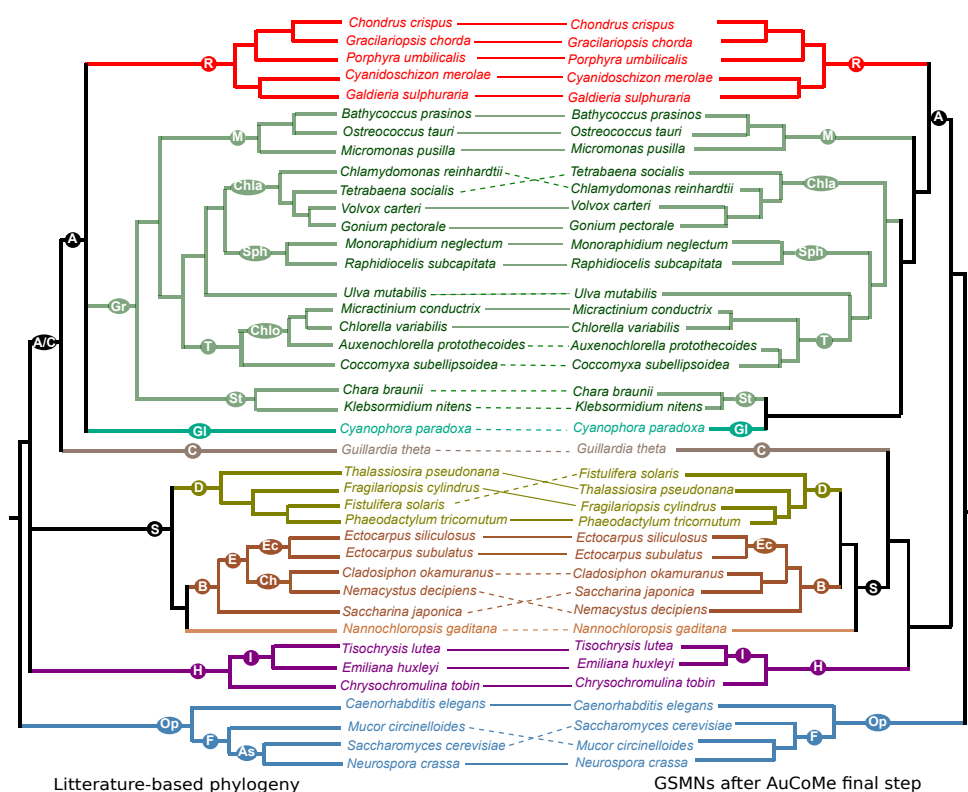 Chondrus crispus Chondrus crispus
Gracilariopsis chorda Gracilariopsis chorda
Porphyra umbilicalis Porphyra umbilicalis
R R
Cyanidoschizon merolae Cyanidoschizon merolae
Galdieria sulphuraria Galdieria sulphuraria
Bathycoccus prasinos Bathycoccus prasinos
A
Ostreococcus tauri Ostreococcus tauri
M M
Micromonas pusilla Micromonas pusilla
Chlamydomonas reinhardtii Tetrabaena socialis
Chla Chla
Tetrabaena socialis Chlamydomonas reinhardtii
Volvox carteri Volvox carteri
Gonium pectorale Gonium pectorale
A
Monoraphidium neglectum Monoraphidium neglectum
Sph Sph
Raphidiocelis subcapitata Raphidiocelis subcapitata
Ulva mutabilis Ulva mutabilis
Gr
Micractinium conductrix Micractinium conductrix
Chlo Chlorella variabilis Chlorella variabilis
A/C
T Auxenochlorella protothecoides Auxenochlorella protothecoides T
Coccomyxa subellipsoidea Coccomyxa subellipsoidea
Chara braunii Chara braunii
St St
Klebsormidium nitens Klebsormidium nitens
Gl Cyanophora paradoxa Cyanophora paradoxa Gl
C Guillardia theta Guillardia theta C
Thalassiosira pseudonana Fistulifera solaris
D Fragilariopsis cylindrus Thalassiosira pseudonana D
Fistulifera solaris Fragilariopsis cylindrus
Phaeodactylum tricornutum Phaeodactylum tricornutum
S
Ectocarpus siliculosus Ectocarpus siliculosus
Ec Ec
Ectocarpus subulatus Ectocarpus subulatus
E
Cladosiphon okamuranus Cladosiphon okamuranus
Ch
B Nemacystus decipiens Saccharina japonica B S
Saccharina japonica Nemacystus decipiens
Nannochloropsis gaditana Nannochloropsis gaditana
Tisochrysis lutea Tisochrysis lutea
I I
Emiliana huxleyi Emiliana huxleyi
H H
Chrysochromulina tobin Chrysochromulina tobin
Caenorhabditis elegans Caenorhabditis elegans
Op Mucor circinelloides Saccharomyces cerevisiae Op
F F
Saccharomyces cerevisiae Mucor circinelloides
As
Neurospora crassa Neurospora crassa
Litterature-based phylogeny GSMNs after AuCoMe final step